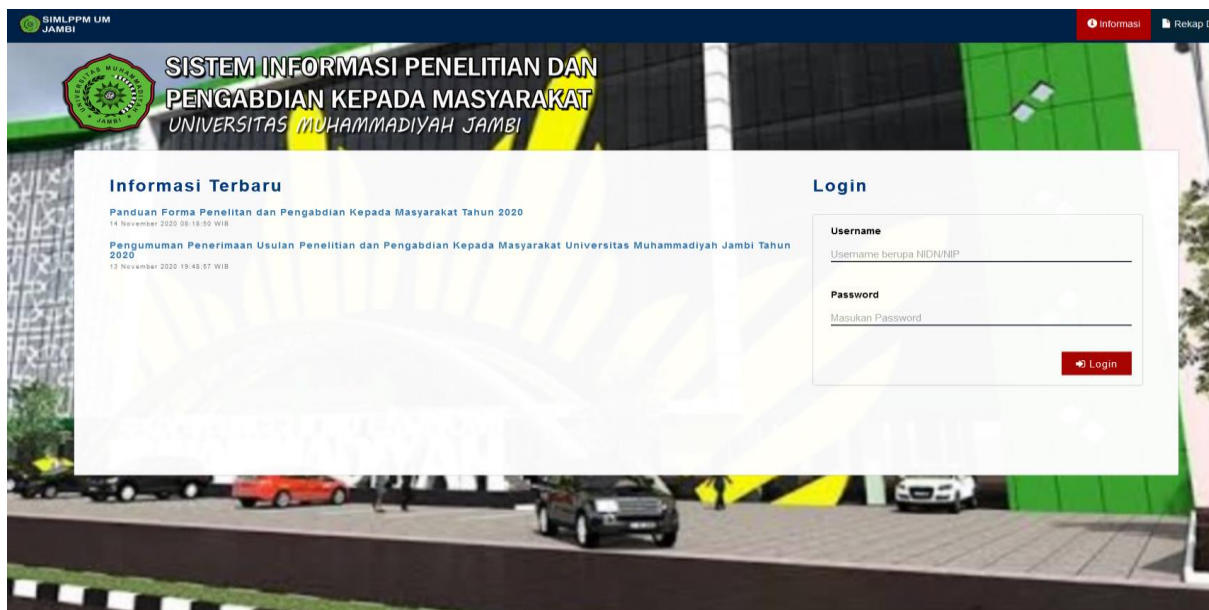 SIMLPPM UM
JAMBI
Informasi
Rekap D
SISTEM INFORMASI PENELITIAN DAN
PENGABDIAN KEPADA MASYARAKAT
UNIVERSITAS MUHAMMADIYAH JAMBI
Informasi Terbaru
Panduan Forma Penelitan dan Pengabdian Kepada Masyarakat Tahun 2020
14 November 2020 08:18:50 WIB
Pengumuman Penerimaan Usulan Penelitian dan Pengabdian Kepada Masyarakat Universitas Muhammadiyah Jambi Tahun
2020
13 November 2020 19:48:57 WIB
Login
Username
Username berupa NIDN/NIP
Password
Masukan Password
Login